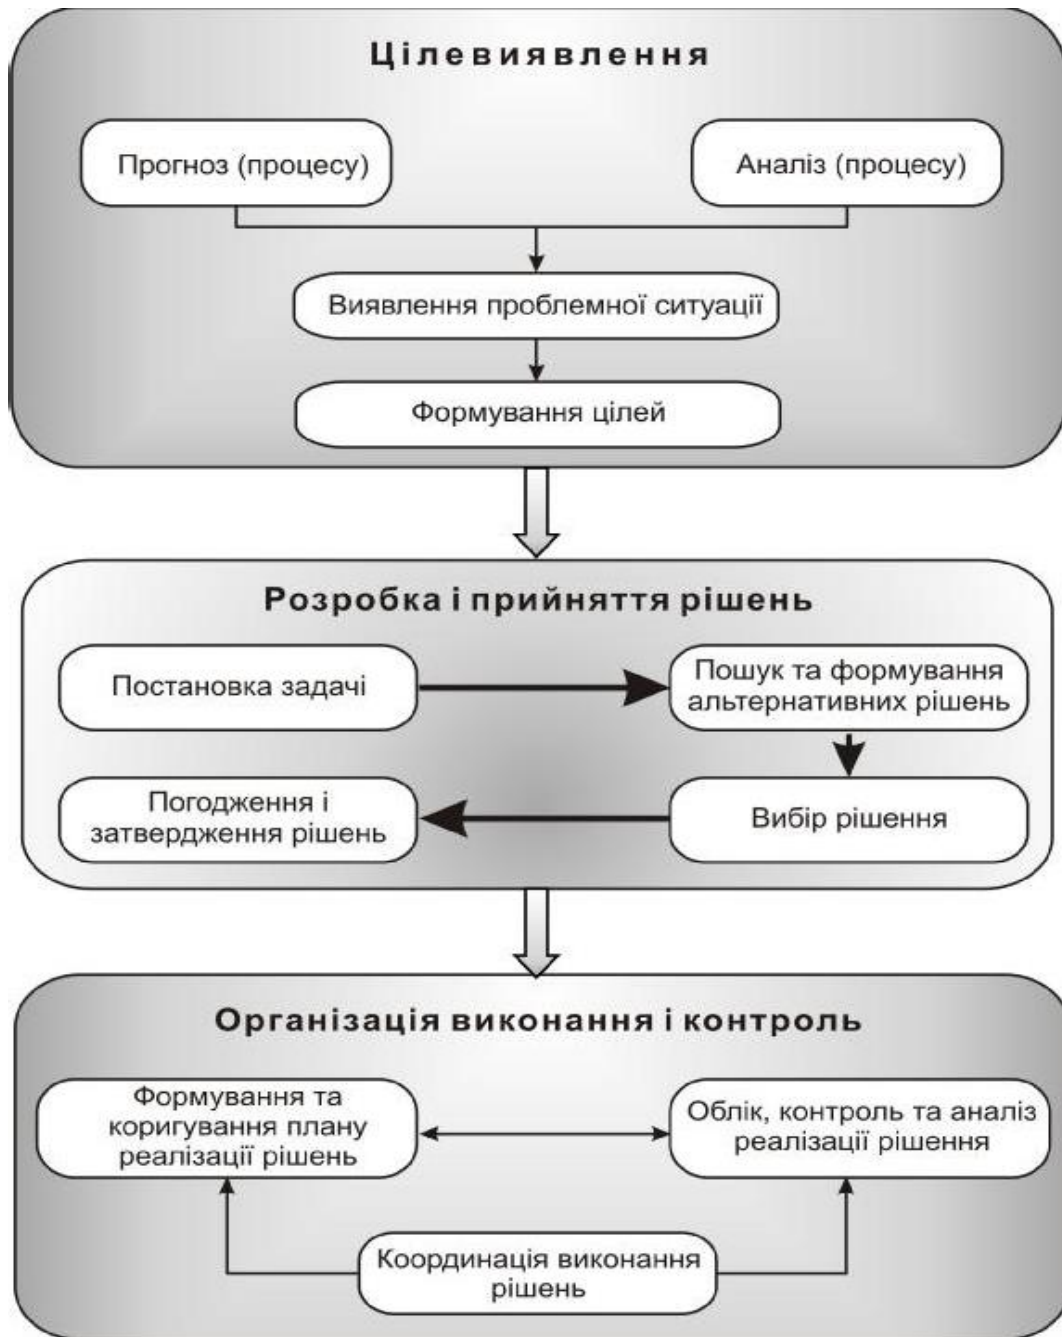 Цілевиявлення
Прогноз (процесу)
Аналіз (процесу)
Виявлення проблемної ситуації
Формування цілей
Розробка і прийняття рішень
Постановка задачі
Пошук та формування
альтернативних рішень
Погодження і
затвердження рішень
Вибір рішення
Організація виконання і контроль
Формування та
коригування плану
реалізації рішень
Облік, контроль та аналіз
реалізації рішення
Координація виконання
рішень